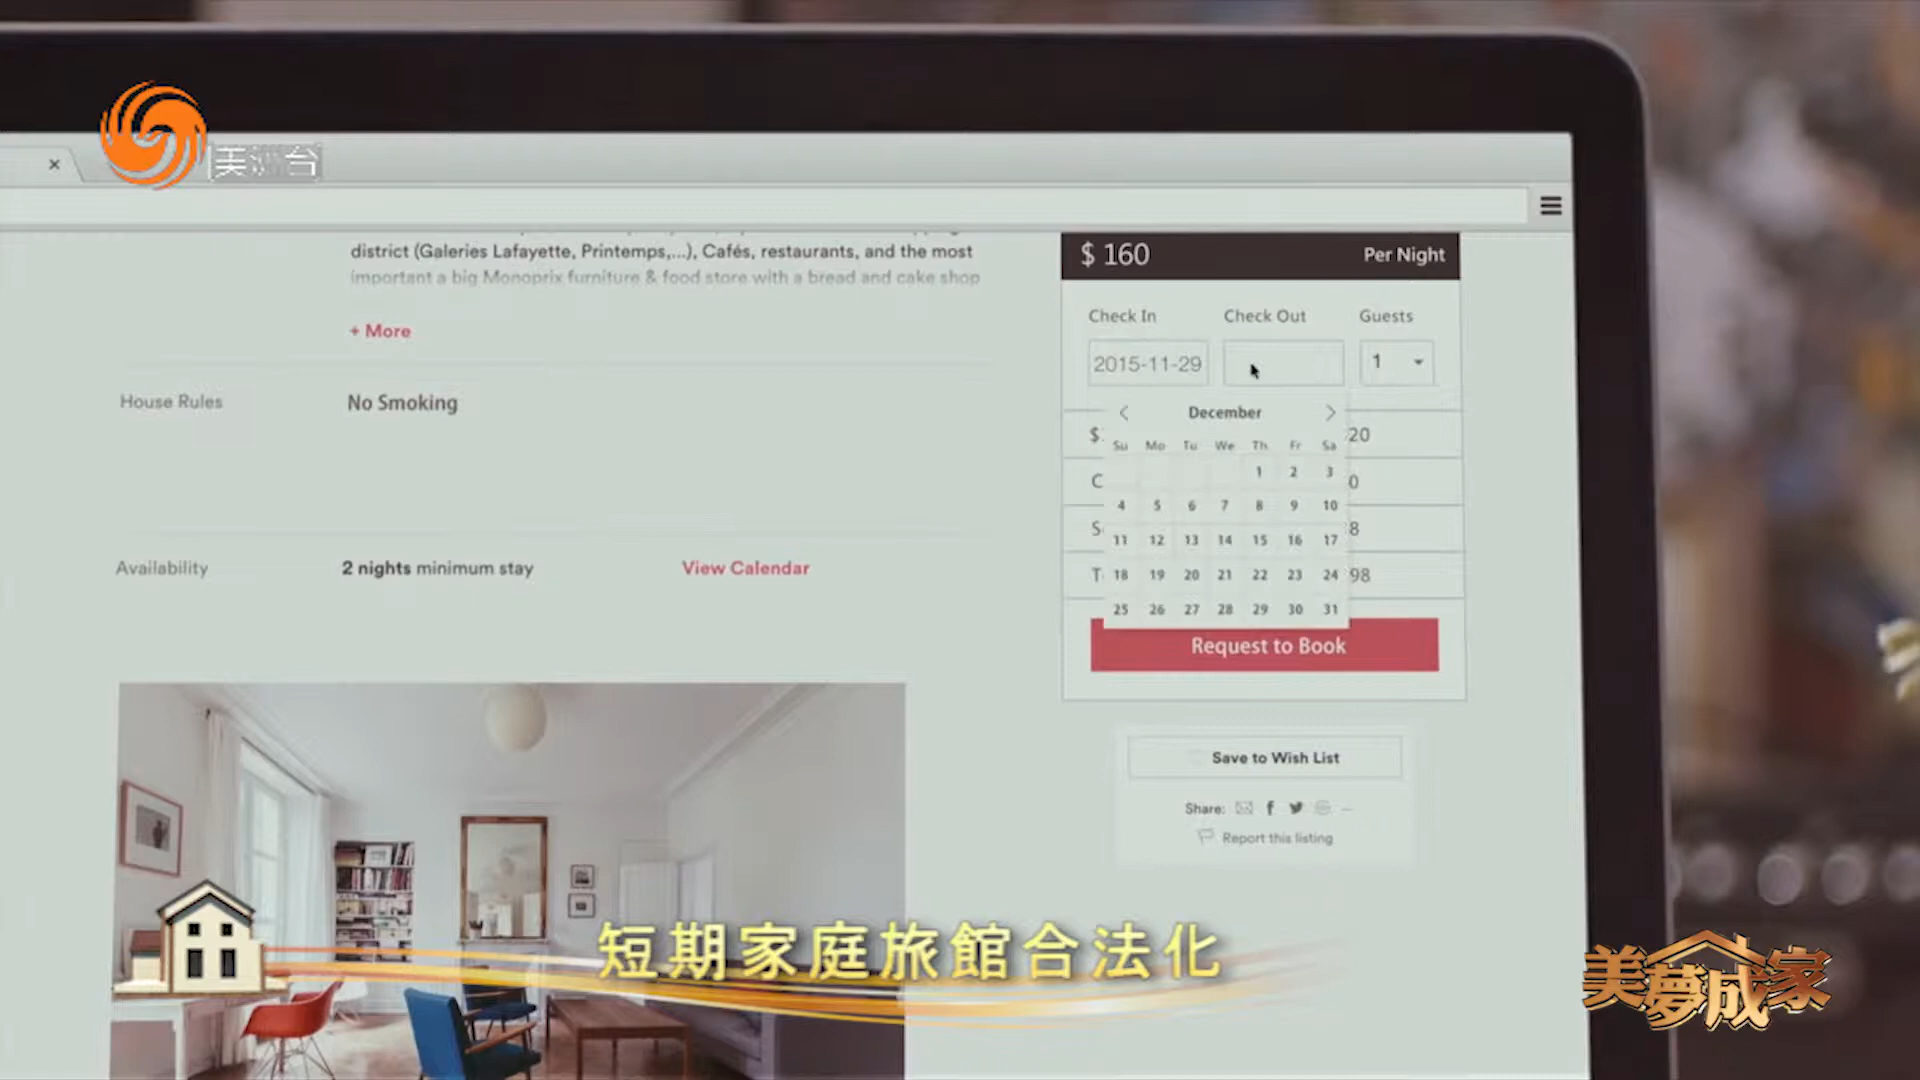 美洲台
district (Galeries Lafayette, Printemps,...), Cafés, restaurants, and the most
important a big Monoprix furniture & food store with a bread and cake shop
+ More
House Rules
No Smoking
Availability
2 nights minimum stay
View Calendar
$ 160
Per Night
Check In
Check Out
Guests
2015-11-29
1
December
Su Mo Tu We Th Fr Sa
1 2 3
4 5 6 7 8 9 10
11 12 13 14 15 16 17
18 19 20 21 22 23 24
25 26 27 28 29 30 31
$
20
C
0
S
8
T
98
Request to Book
Save to Wish List
Share:
Report this listing
短期家庭旅館合法化
美夢成家